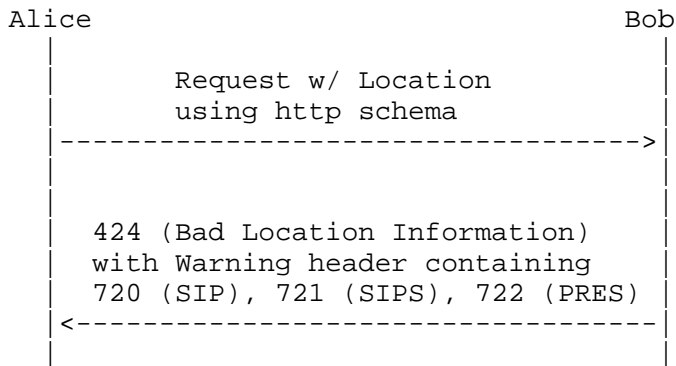 Alice Bob
Request w/ Location
using http schema
----------------------------------->
424 (Bad Location Information)
with Warning header containing
720 (SIP), 721 (SIPS), 722 (PRES)
<-----------------------------------